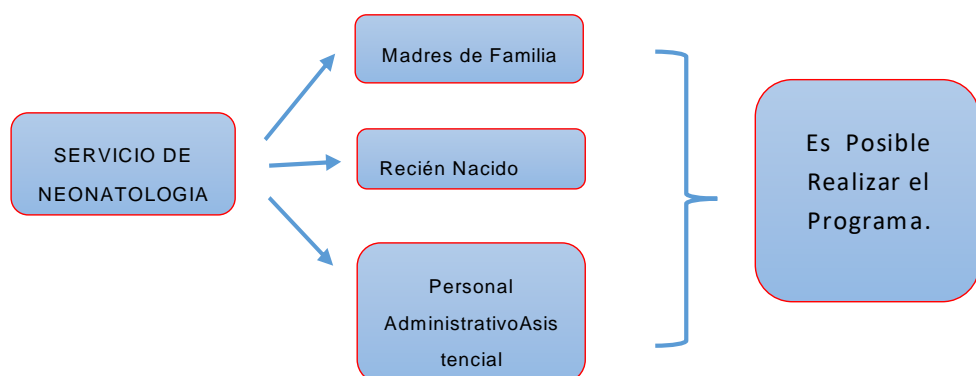 SERVICIO DE
NEONATOLOGIA
Madres de Familia
Recién Nacido
Personal
AdministrativoAsis
tencial
Es Posible
Realizar el
Programa.